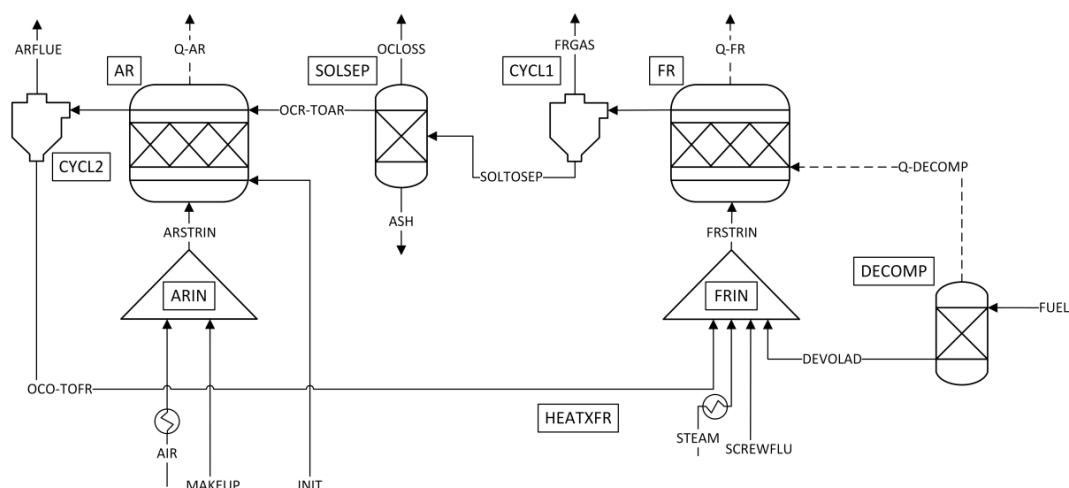 ARFLUE
Q-AR
OCLOSS
FRGAS
Q-FR
AR
SOLSEP
CYCL1
FR
OCR-TOAR
CYCL2
SOLTOSEP
Q-DECOMP
ASH
ARSTRIN
FRSTRIN
DECOMP
ARIN
FRIN
FUEL
DEVOLAD
OCO-TOFR
HEATXFR
STEAM
SCREWFLU
AIR
MAKEUP
INIT